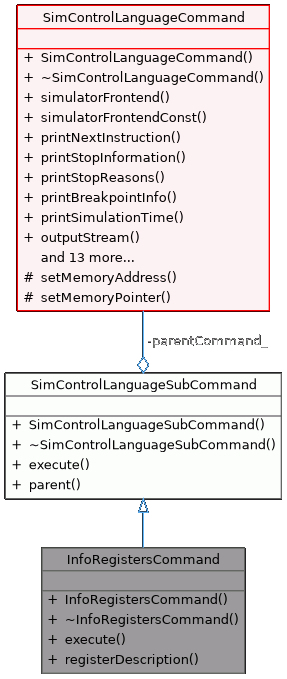 SimControlLanguageCommand
+ SimControlLanguageCommand()
+ ~SimControlLanguageCommand()
+ simulatorFrontend()
+ simulatorFrontendConst()
+ printNextInstruction()
+ printStopInformation()
+ printStopReasons()
+ printBreakpointInfo()
+ printSimulationTime()
+ outputStream()
and 13 more...
# setMemoryAddress()
# setMemoryPointer()
-parentCommand_
SimControlLanguageSubCommand
+ SimControlLanguageSubCommand()
+ ~SimControlLanguageSubCommand()
+ execute()
+ parent()
InfoRegistersCommand
+ InfoRegistersCommand()
+ ~InfoRegistersCommand()
+ execute()
+ registerDescription()